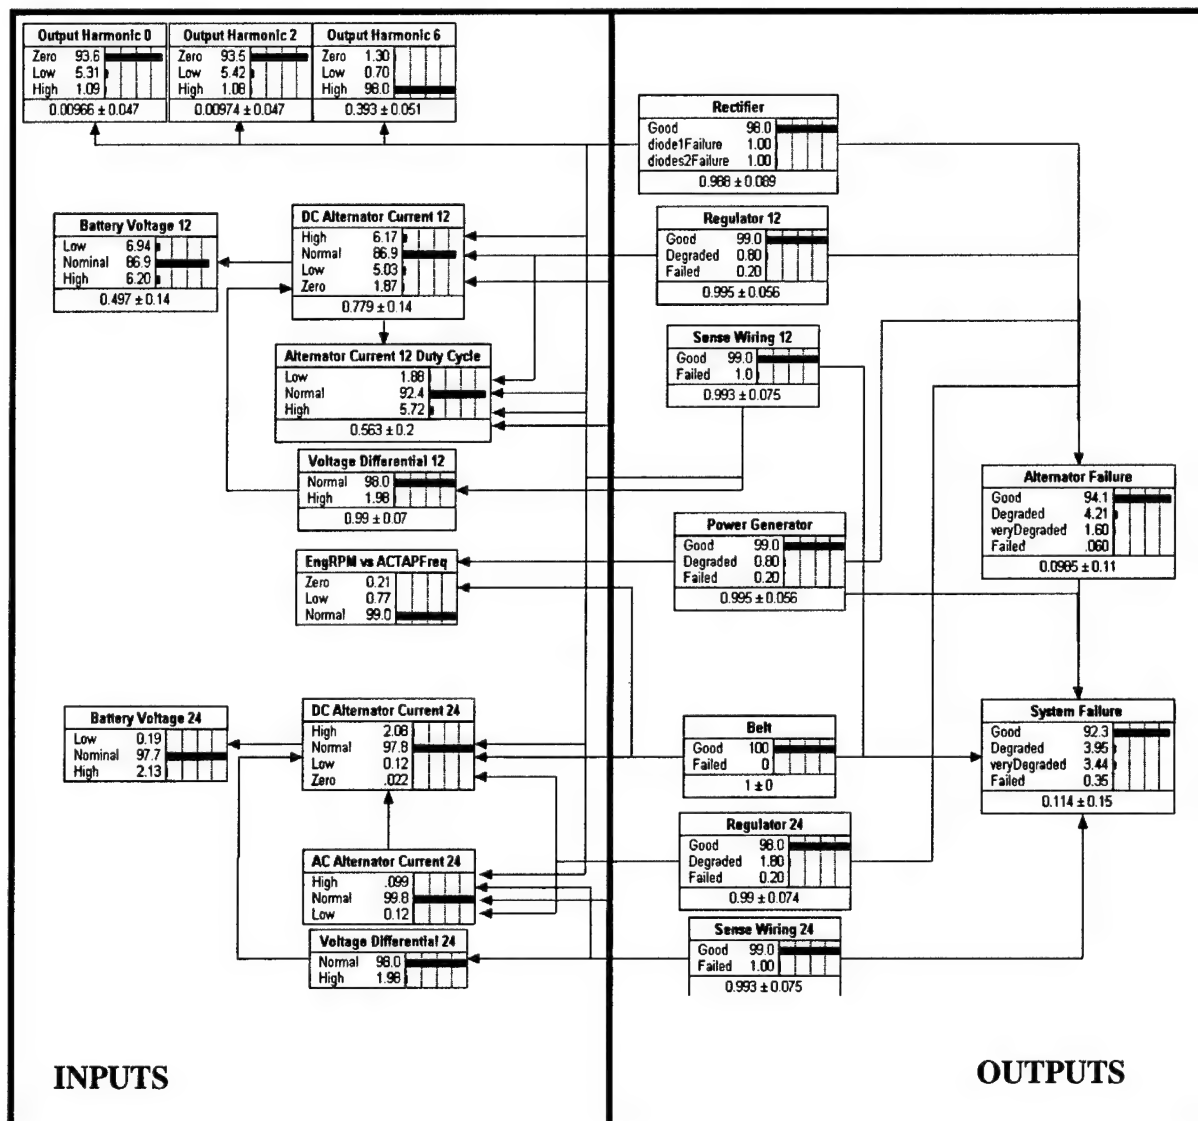 Output Harmonic 0
Zero 93.6
Low 5.31
High 1.09
0.00966 ± 0.047
Output Harmonic 2
Zero 93.5
Low 5.42
High 1.08
0.00974 ± 0.047
Output Harmonic 6
Zero 1.30
Low 0.70
High 98.0
0.393 ± 0.051
Rectifier
Good 98.0
diode1Failure 1.00
diodes2Failure 1.00
0.988 ± 0.089
Battery Voltage 12
Low 6.94
Nominal 86.9
High 6.20
0.497 ± 0.14
DC Alternator Current 12
High 6.17
Normal 86.9
Low 5.03
Zero 1.87
0.779 ± 0.14
Regulator 12
Good 99.0
Degraded 0.80
Failed 0.20
0.995 ± 0.056
Alternator Current 12 Duty Cycle
Low 1.88
Normal 92.4
High 5.72
0.563 ± 0.2
Sense Wiring 12
Good 99.0
Failed 1.0
0.993 ± 0.075
Voltage Differential 12
Normal 98.0
High 1.98
0.99 ± 0.07
Alternator Failure
Good 94.1
Degraded 4.21
veryDegraded 1.60
Failed .060
0.0985 ± 0.11
Power Generator
Good 99.0
Degraded 0.80
Failed 0.20
0.995 ± 0.056
EngRPM vs ACTAPFreq
Zero 0.21
Low 0.77
Normal 99.0
Battery Voltage 24
Low 0.19
Nominal 97.7
High 2.13
DC Alternator Current 24
High 2.08
Normal 97.8
Low 0.12
Zero .022
Belt
Good 100
Failed 0
1 ± 0
System Failure
Good 92.3
Degraded 3.95
veryDegraded 3.44
Failed 0.35
0.114 ± 0.15
Regulator 24
Good 98.0
Degraded 1.80
Failed 0.20
0.99 ± 0.074
AC Alternator Current 24
High .099
Normal 99.8
Low 0.12
Voltage Differential 24
Normal 98.0
High 1.98
Sense Wiring 24
Good 99.0
Failed 1.00
0.993 ± 0.075
INPUTS
OUTPUTS